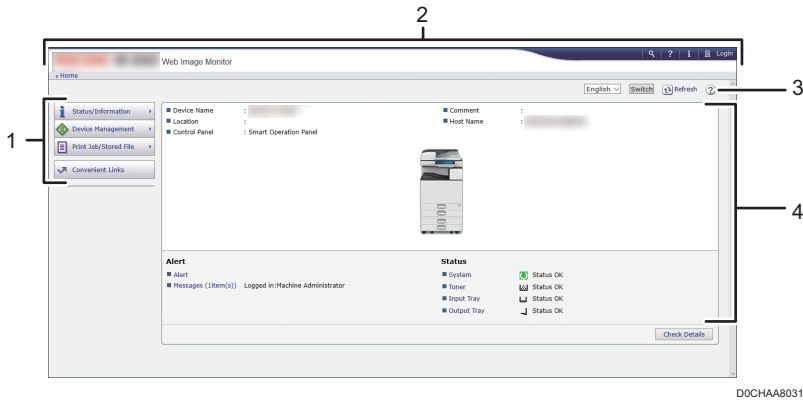 2
Login
Web Image Monitor
Home
English Switch Refresh
3
1
Status/Information
Device Management
Print Job/Stored File
Convenient Links
Device Name :
Location :
Control Panel : Smart Operation Panel
Comment :
Host Name :
4
Alert
Alert
Messages (1item(s)) Logged in:Machine Administrator
Status
System Status OK
Toner Status OK
Input Tray Status OK
Output Tray Status OK
Check Details
D0CHAA8031